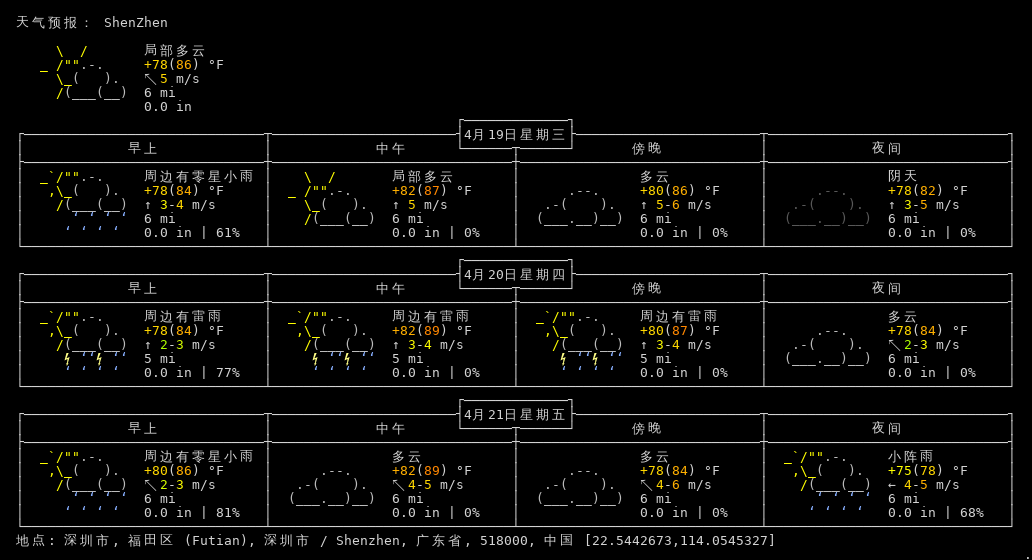 天气预报： ShenZhen
局部多云
+78(86) °F
↖ 5 m/s
6 mi
0.0 in
4月19日星期三
早上 中午 傍晚 夜间
周边有零星小雨 局部多云 多云 阴天
+78(84) °F +82(87) °F +80(86) °F +78(82) °F
↑ 3-4 m/s ↑ 5 m/s ↑ 5-6 m/s ↑ 3-5 m/s
6 mi 6 mi 6 mi 6 mi
0.0 in | 61% 0.0 in | 0% 0.0 in | 0% 0.0 in | 0%
4月20日星期四
早上 中午 傍晚 夜间
周边有雷雨 周边有雷雨 周边有雷雨 多云
+78(84) °F +82(89) °F +80(87) °F +78(84) °F
↑ 2-3 m/s ↑ 3-4 m/s ↑ 3-4 m/s ↖ 2-3 m/s
5 mi 5 mi 5 mi 6 mi
0.0 in | 77% 0.0 in | 0% 0.0 in | 0% 0.0 in | 0%
4月21日星期五
早上 中午 傍晚 夜间
周边有零星小雨 多云 多云 小阵雨
+80(86) °F +82(89) °F +78(84) °F +75(78) °F
↖ 2-3 m/s ↖ 4-5 m/s ↖ 4-6 m/s ← 4-5 m/s
6 mi 6 mi 6 mi 6 mi
0.0 in | 81% 0.0 in | 0% 0.0 in | 0% 0.0 in | 68%
地点: 深圳市, 福田区 (Futian), 深圳市 / Shenzhen, 广东省, 518000, 中国 [22.5442673,114.0545327]